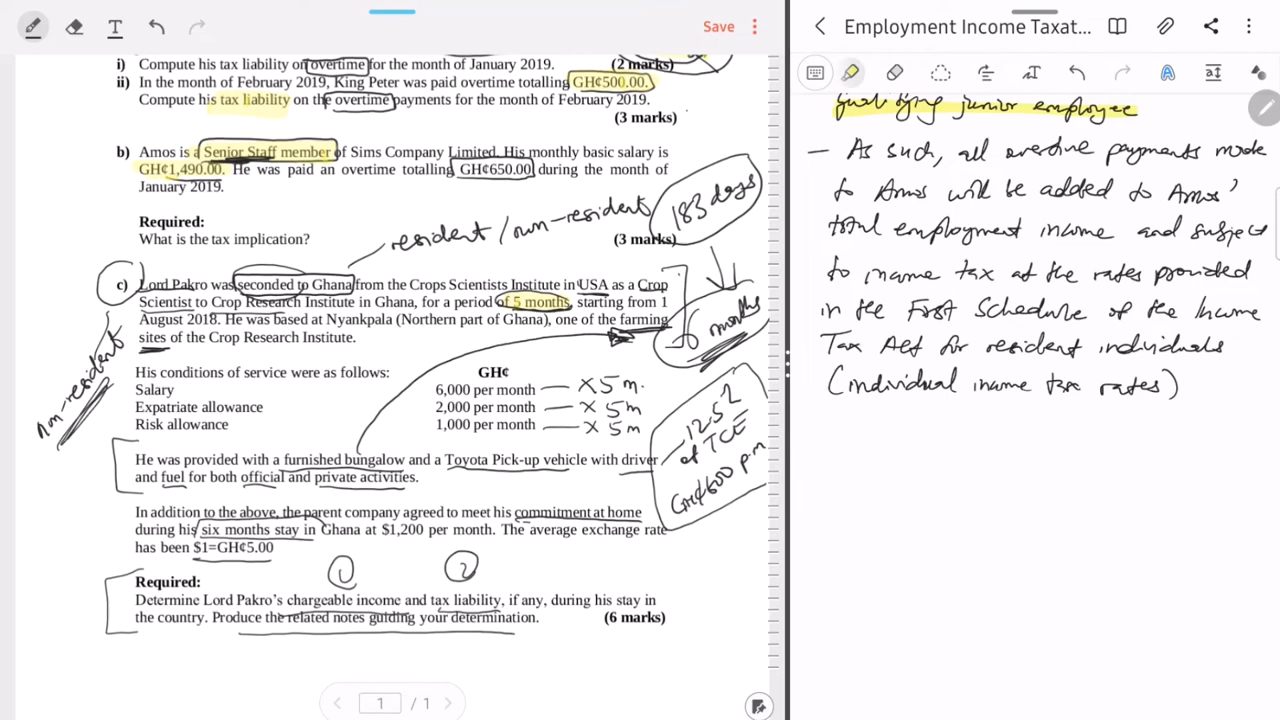 Save
i) Compute his tax liability on overtime for the month of January 2019. (2 marks)
ii) In the month of February 2019, King Peter was paid overtime totalling GH¢500.00.
Compute his tax liability on the overtime payments for the month of February 2019.
(3 marks)
b) Amos is a Senior Staff member of Sims Company Limited. His monthly basic salary is
GH¢1,490.00. He was paid an overtime totalling GH¢650.00 during the month of
January 2019.
183 days
Required:
resident / non-resident
What is the tax implication? (3 marks)
c) Lord Pakro was seconded to Ghana from the Crops Scientists Institute in USA as a Crop
Scientist to Crop Research Institute in Ghana, for a period of 5 months, starting from 1
August 2018. He was based at Nyankpala (Northern part of Ghana), one of the farming
sites of the Crop Research Institute.
6 months
non-resident
His conditions of service were as follows: GH¢
Salary 6,000 per month — x 5 m.
Expatriate allowance 2,000 per month — x 5 m
Risk allowance 1,000 per month — x 5 m
12.5%
of TCE
GH¢600 p.m
He was provided with a furnished bungalow and a Toyota Pick-up vehicle with driver
and fuel for both official and private activities.
In addition to the above, the parent company agreed to meet his commitment at home
during his six months stay in Ghana at $1,200 per month. The average exchange rate
has been $1=GH¢5.00
1 2
Required:
Determine Lord Pakro's chargeable income and tax liability, if any, during his stay in
the country. Produce the related notes guiding your determination. (6 marks)
1 / 1
Employment Income Taxat...
qualifying junior employee
— As such, all overtime payments made
to Amos will be added to Amos'
total employment income and subject
to income tax at the rates provided
in the First Schedule of the Income
Tax Act for resident individuals
(individual income tax rates)